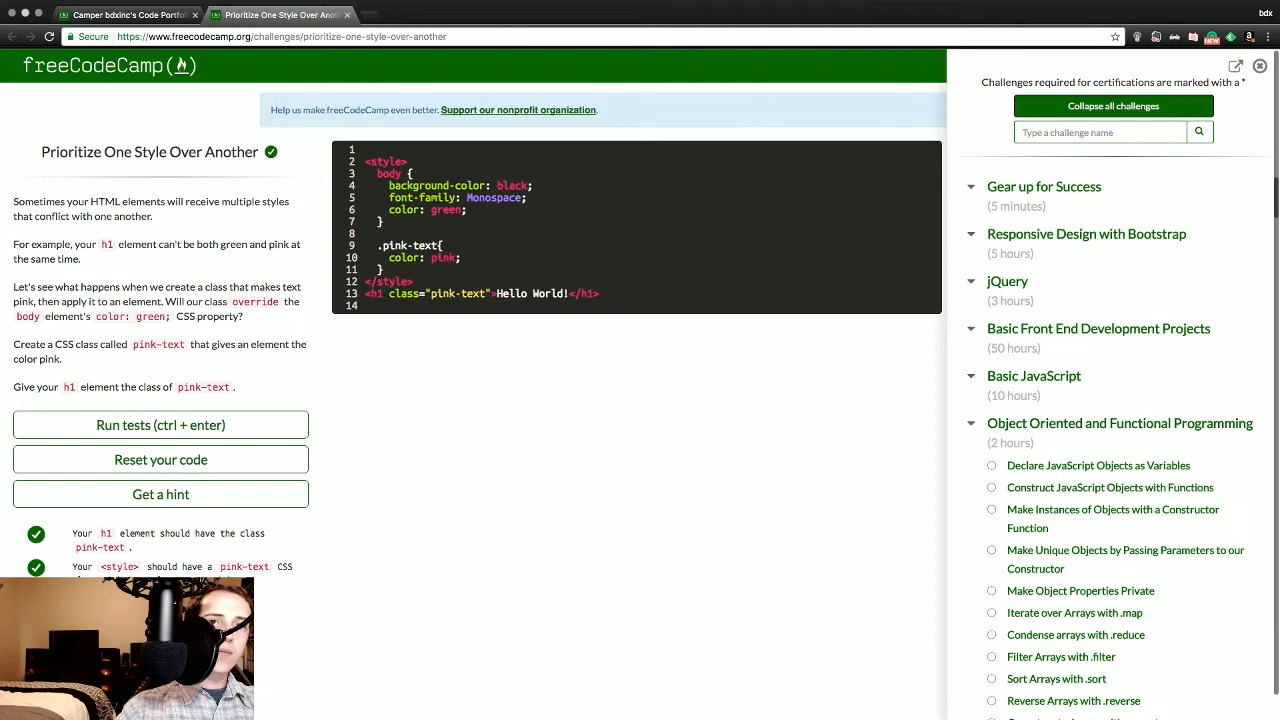 Camper bdxinc's Code Portfol
Prioritize One Style Over Anot
bdx
Secure
https://www.freecodecamp.org/challenges/prioritize-one-style-over-another
NEW
freeCodeCamp
Help us make freeCodeCamp even better. Support our nonprofit organization.
Prioritize One Style Over Another
Sometimes your HTML elements will receive multiple styles
that conflict with one another.
For example, your h1 element can't be both green and pink at
the same time.
Let's see what happens when we create a class that makes text
pink, then apply it to an element. Will our class override the
body element's color: green; CSS property?
Create a CSS class called pink-text that gives an element the
color pink.
Give your h1 element the class of pink-text .
Run tests (ctrl + enter)
Reset your code
Get a hint
Your h1 element should have the class
pink-text .
Your <style> should have a pink-text CSS
1
2 <style>
3 body {
4 background-color: black;
5 font-family: Monospace;
6 color: green;
7 }
8
9 .pink-text{
10 color: pink;
11 }
12 </style>
13 <h1 class="pink-text">Hello World!</h1>
14
Challenges required for certifications are marked with a *
Collapse all challenges
Type a challenge name
Gear up for Success
(5 minutes)
Responsive Design with Bootstrap
(5 hours)
jQuery
(3 hours)
Basic Front End Development Projects
(50 hours)
Basic JavaScript
(10 hours)
Object Oriented and Functional Programming
(2 hours)
Declare JavaScript Objects as Variables
Construct JavaScript Objects with Functions
Make Instances of Objects with a Constructor
Function
Make Unique Objects by Passing Parameters to our
Constructor
Make Object Properties Private
Iterate over Arrays with .map
Condense arrays with .reduce
Filter Arrays with .filter
Sort Arrays with .sort
Reverse Arrays with .reverse